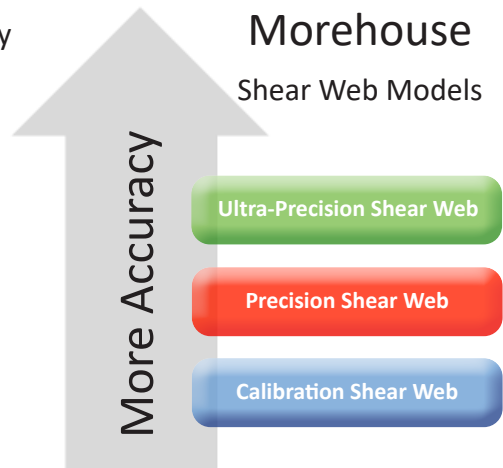 y
Morehouse
Shear Web Models
More Accuracy
Ultra-Precision Shear Web
Precision Shear Web
Calibration Shear Web